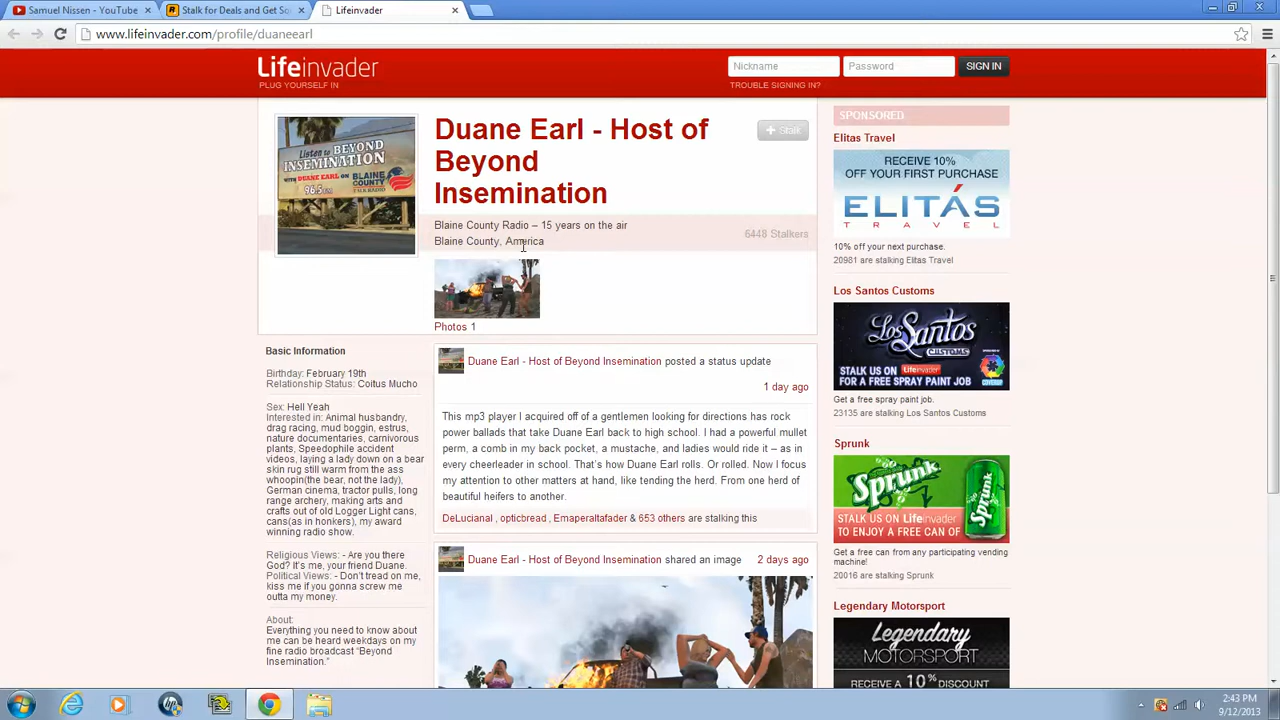 Samuel Nissen - YouTube
Stalk for Deals and Get So
Lifeinvader
www.lifeinvader.com/profile/duaneearl
Lifeinvader
PLUG YOURSELF IN
Nickname
Password
SIGN IN
TROUBLE SIGNING IN?
Listen to BEYOND
INSEMINATION
WITH DUANE EARL ON
96.5 FM
BLAINE
COUNTY
TALK RADIO
Duane Earl - Host of
Beyond
Insemination
+ Stalk
Blaine County Radio – 15 years on the air
Blaine County, America
6448 Stalkers
Photos 1
Basic Information
Birthday: February 19th
Relationship Status: Coitus Mucho
Sex: Hell Yeah
Interested in: Animal husbandry,
drag racing, mud boggin, estrus,
nature documentaries, carnivorous
plants, Speedophile accident
videos, laying a lady down on a bear
skin rug still warm from the ass
whoopin(the bear, not the lady),
German cinema, tractor pulls, long
range archery, making arts and
crafts out of old Logger Light cans,
cans(as in honkers), my award
winning radio show.
Religious Views: - Are you there
God? It's me, your friend Duane.
Political Views: - Don't tread on me,
kiss me if you gonna screw me
outta my money.
About:
Everything you need to know about
me can be heard weekdays on my
fine radio broadcast "Beyond
Insemination."
Duane Earl - Host of Beyond Insemination posted a status update
1 day ago
This mp3 player I acquired off of a gentlemen looking for directions has rock
power ballads that take Duane Earl back to high school. I had a powerful mullet
perm, a comb in my back pocket, a mustache, and ladies would ride it – as in
every cheerleader in school. That's how Duane Earl rolls. Or rolled. Now I focus
my attention to other matters at hand, like tending the herd. From one herd of
beautiful heifers to another.
DeLucianal , opticbread , Emaperaltafader & 653 others are stalking this
Duane Earl - Host of Beyond Insemination shared an image
2 days ago
SPONSORED
Elitas Travel
RECEIVE 10%
OFF YOUR FIRST PURCHASE
ELITÁS
TRAVEL
10% off your next purchase.
20981 are stalking Elitas Travel
Los Santos Customs
Los Santos
CUSTOMS
STALK US ON Lifeinvader
FOR A FREE SPRAY PAINT JOB
Get a free spray paint job.
23135 are stalking Los Santos Customs
Sprunk
Sprunk
Sprunk
STALK US ON Lifeinvader
TO ENJOY A FREE CAN OF
Get a free can from any participating vending
machine!
20016 are stalking Sprunk
Legendary Motorsport
Legendary
MOTORSPORT
RECEIVE A 10% DISCOUNT
2:43 PM
9/12/2013